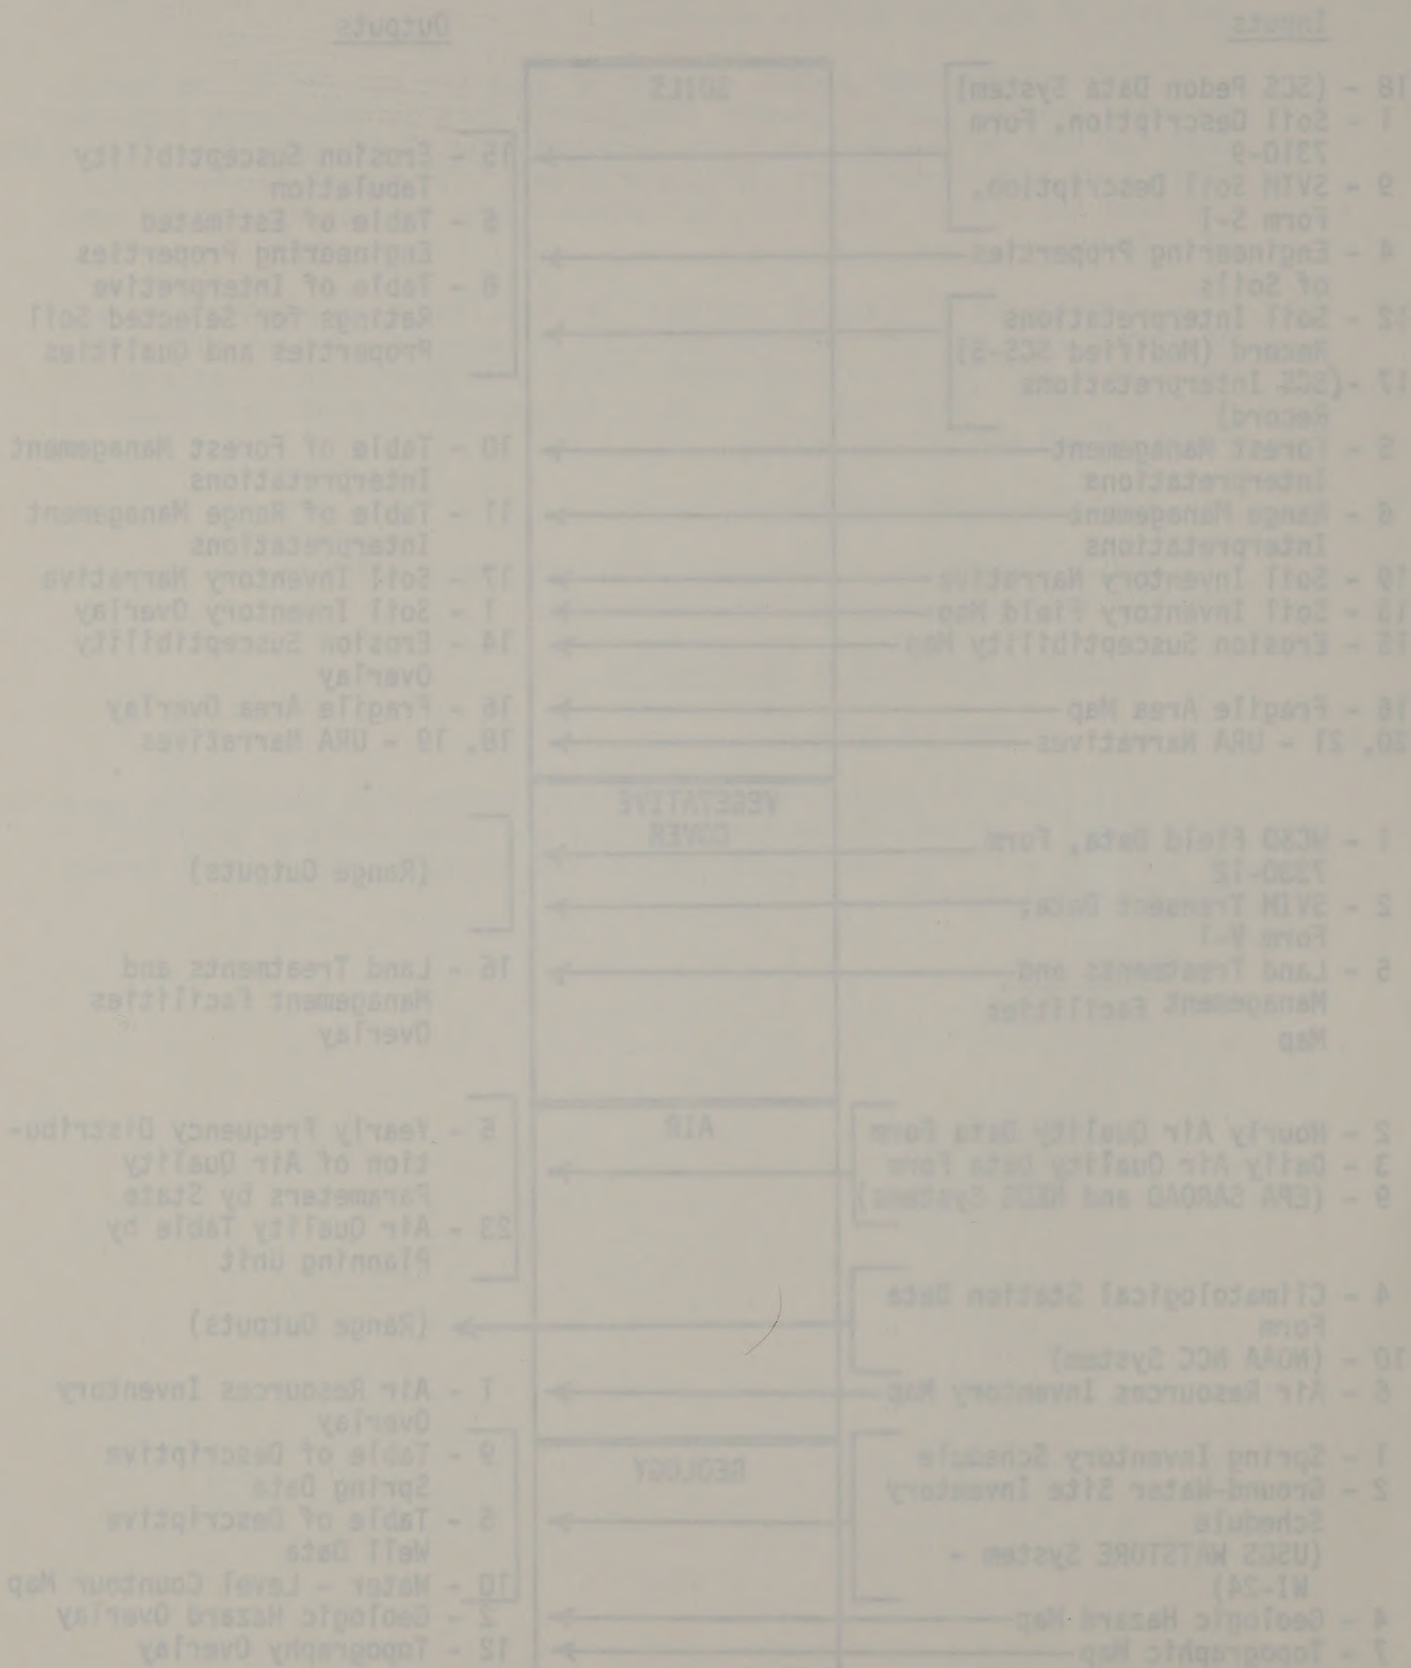 Inputs
18 - (SCS Pedon Data System)
1 - Soil Description, Form
7310-9
9 - SVIM Soil Description,
Form S-1
4 - Engineering Properties
of Soils
12 - Soil Interpretations
Record (Modified SCS-5)
17 - (SCS Interpretations
Record)
5 - Forest Management
Interpretations
6 - Range Management
Interpretations
19 - Soil Inventory Narrative
13 - Soil Inventory Field Map
15 - Erosion Susceptibility Map
16 - Fragile Area Map
20, 21 - URA Narratives
1 - WCSO Field Data, Form
7330-12
2 - SVIM Transect Data,
Form V-1
5 - Land Treatments and
Management Facilities
Map
2 - Hourly Air Quality Data Form
3 - Daily Air Quality Data Form
9 - (EPA SAROAD and NEDS Systems)
4 - Climatological Station Data
Form
10 - (NOAA NCC System)
6 - Air Resources Inventory Map
1 - Spring Inventory Schedule
2 - Ground-Water Site Inventory
Schedule
(USGS WATSTORE System -
WI-24)
4 - Geologic Hazard Map
7 - Topographic Map
SOILS
VEGETATIVE
COVER
AIR
GEOLOGY
Outputs
15 - Erosion Susceptibility
Tabulation
5 - Table of Estimated
Engineering Properties
6 - Table of Interpretive
Ratings for Selected Soil
Properties and Qualities
10 - Table of Forest Management
Interpretations
11 - Table of Range Management
Interpretations
17 - Soil Inventory Narrative
1 - Soil Inventory Overlay
14 - Erosion Susceptibility
Overlay
16 - Fragile Area Overlay
18, 19 - URA Narratives
(Range Outputs)
16 - Land Treatments and
Management Facilities
Overlay
5 - Yearly Frequency Distribu-
tion of Air Quality
Parameters by State
23 - Air Quality Table by
Planning Unit
(Range Outputs)
1 - Air Resources Inventory
Overlay
9 - Table of Descriptive
Spring Data
5 - Table of Descriptive
Well Data
10 - Water - Level Countour Map
2 - Geologic Hazard Overlay
12 - Topography Overlay